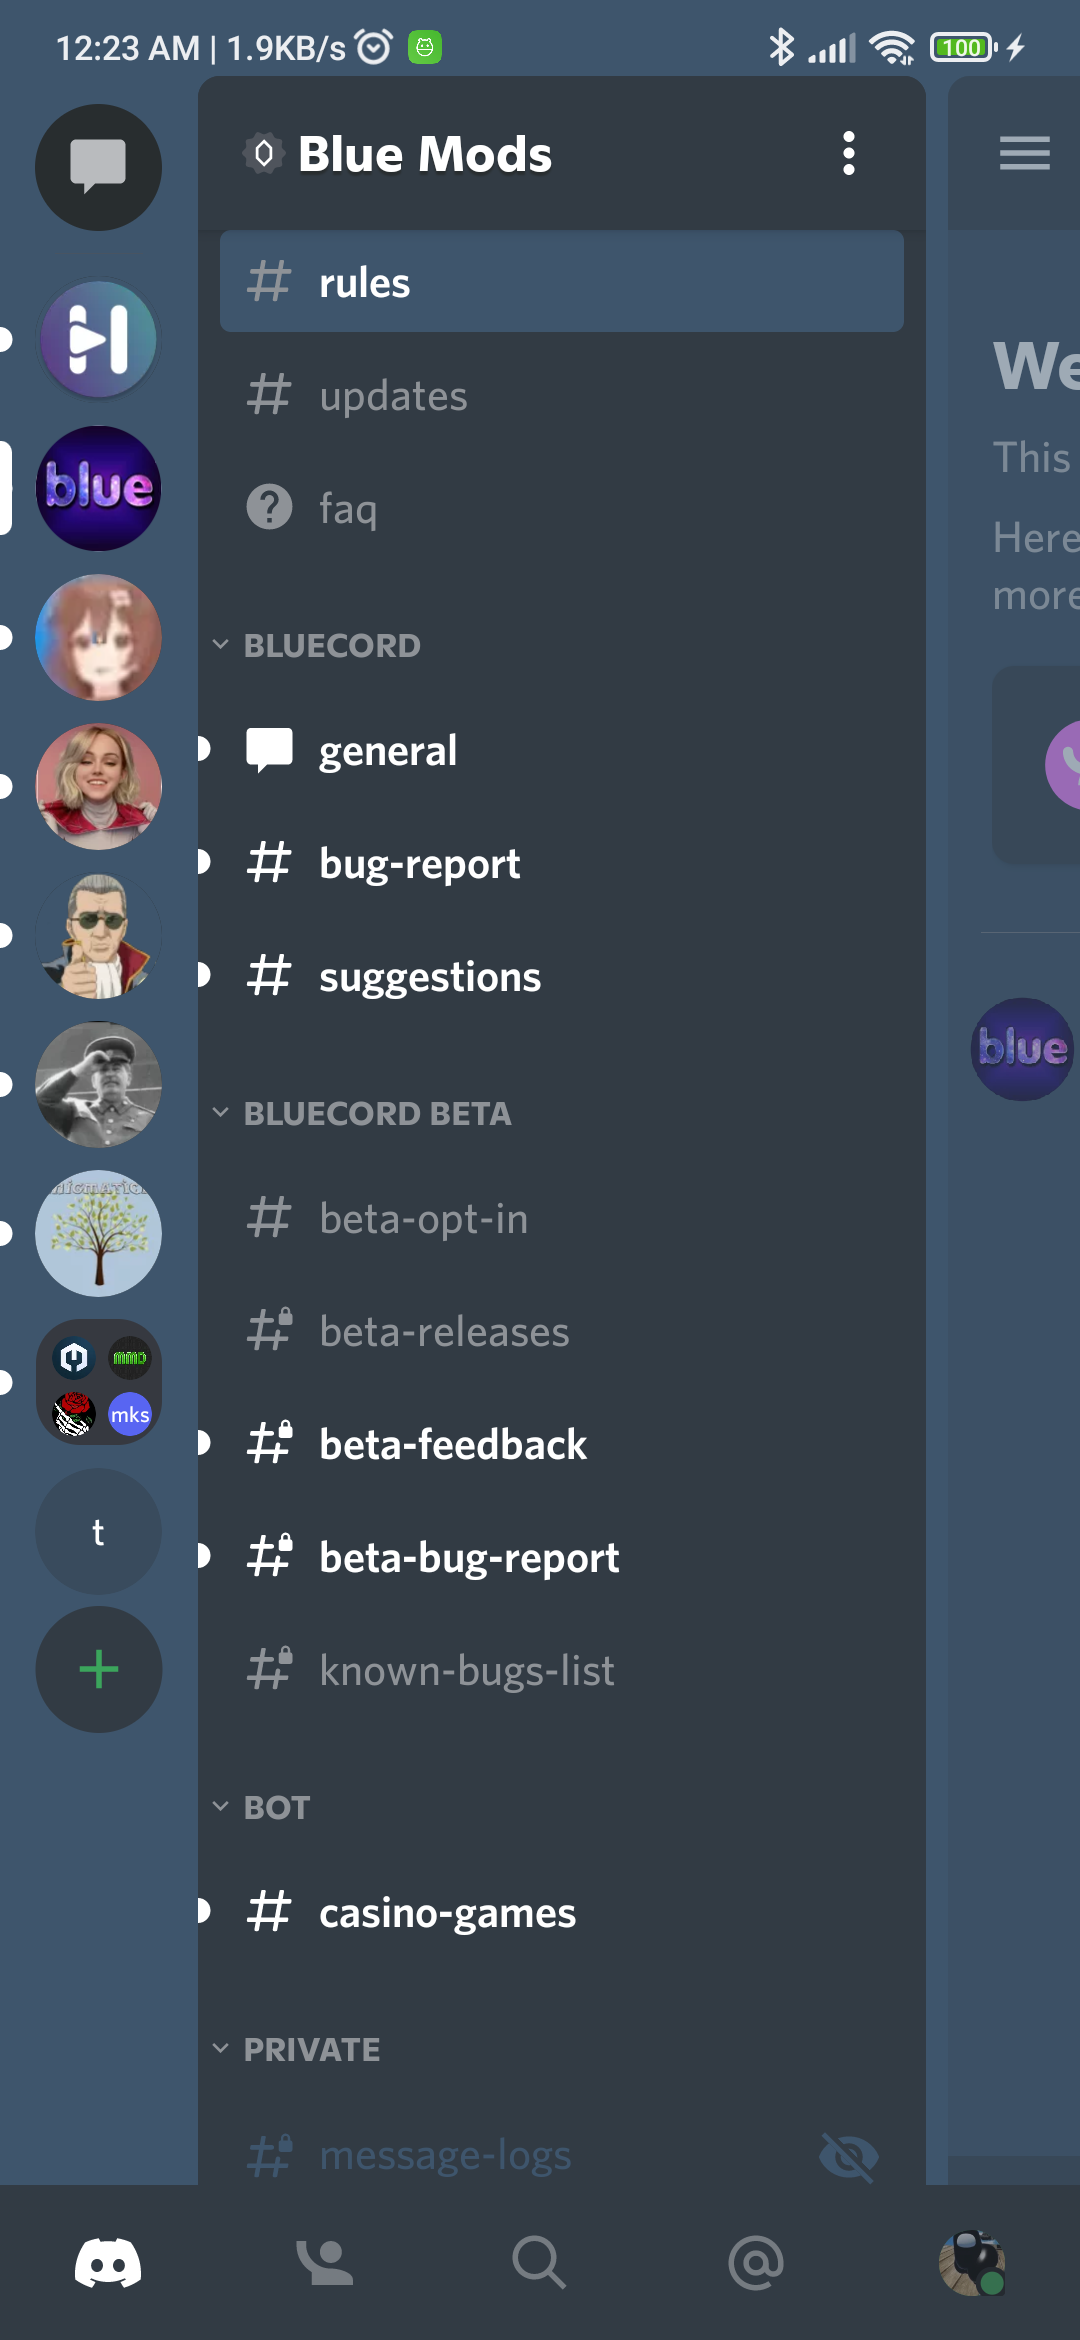 12:23 AM | 1.9KB/s
100
Blue Mods
rules
updates
faq
BLUECORD
general
bug-report
suggestions
BLUECORD BETA
beta-opt-in
beta-releases
beta-feedback
beta-bug-report
known-bugs-list
BOT
casino-games
PRIVATE
message-logs
blue
mks
t
We
This
Here
more
blue